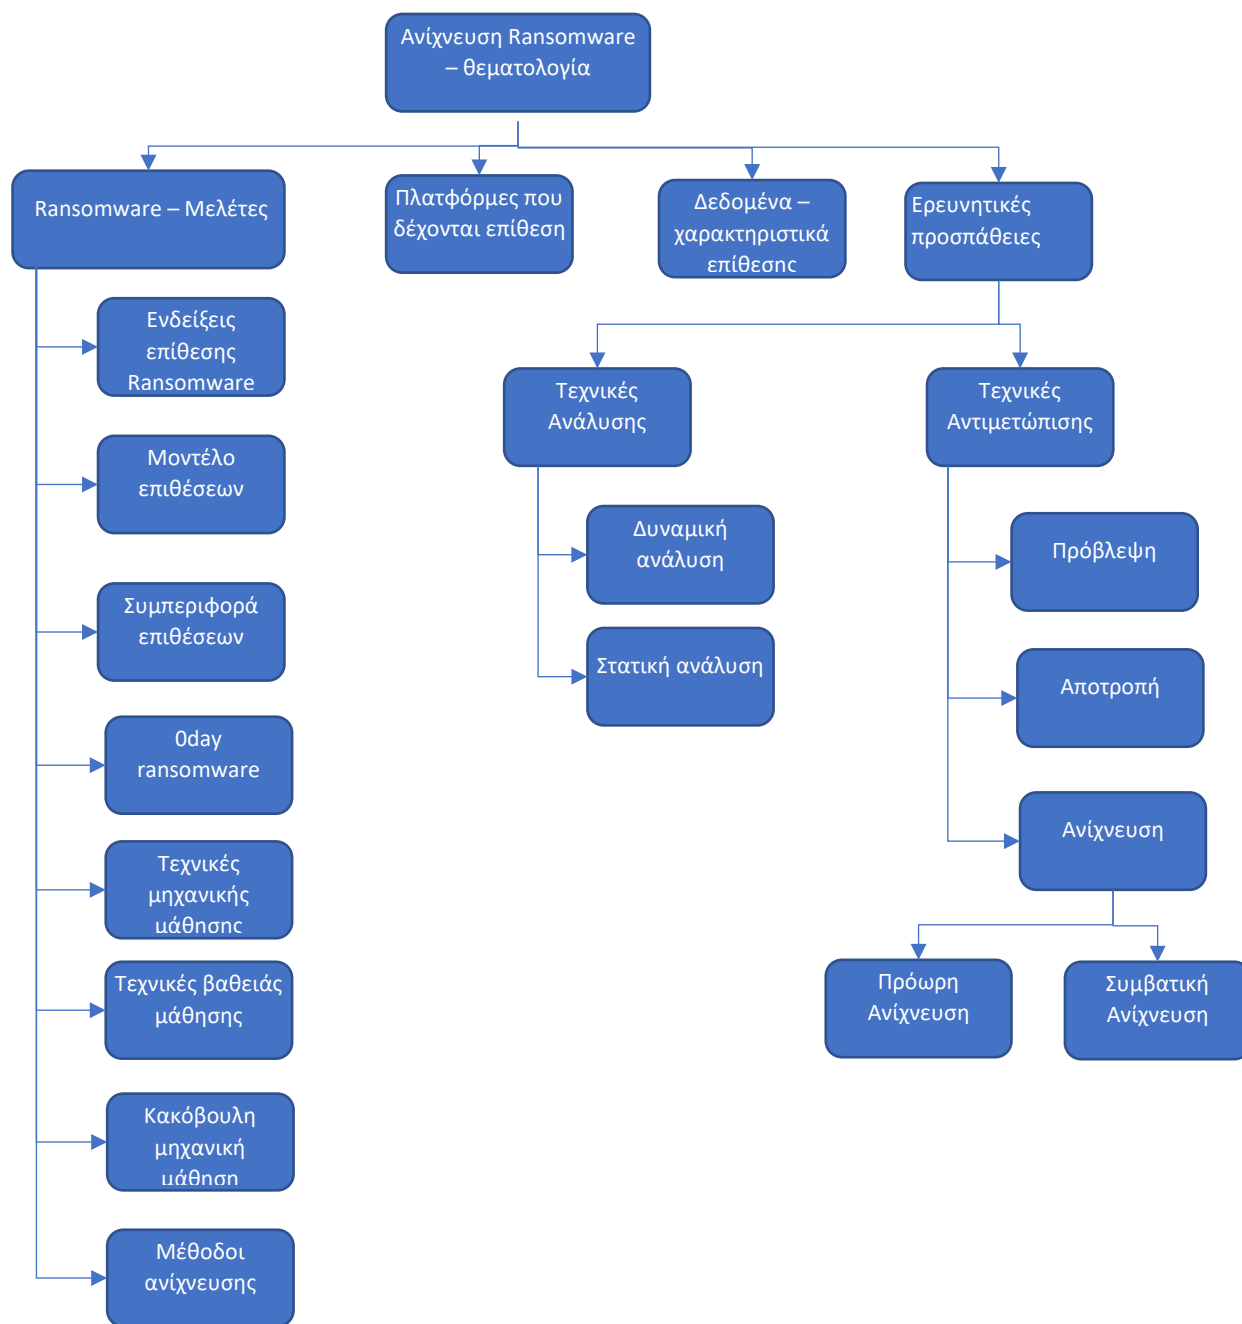 Ανίχνευση Ransomware
– θεματολογία
Ransomware – Μελέτες
Πλατφόρμες που
δέχονται επίθεση
Δεδομένα –
χαρακτηριστικά
επίθεσης
Ερευνητικές
προσπάθειες
Ενδείξεις
επίθεσης
Ransomware
Μοντέλο
επιθέσεων
Συμπεριφορά
επιθέσεων
0day
ransomware
Τεχνικές
μηχανικής
μάθησης
Τεχνικές βαθειάς
μάθησης
Κακόβουλη
μηχανική
μάθηση
Μέθοδοι
ανίχνευσης
Τεχνικές
Ανάλυσης
Δυναμική
ανάλυση
Στατική ανάλυση
Τεχνικές
Αντιμετώπισης
Πρόβλεψη
Αποτροπή
Ανίχνευση
Πρόωρη
Ανίχνευση
Συμβατική
Ανίχνευση